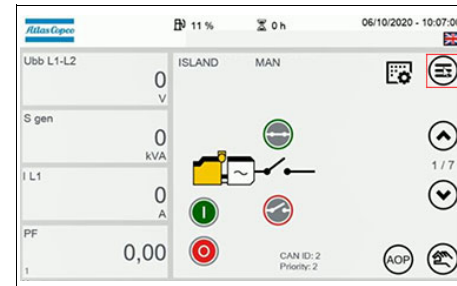 Atlas Copco
11 %
0 h
06/10/2020 - 10:07:00
Ubb L1-L2
0
V
ISLAND
MAN
S gen
0
kVA
1 / 7
I L1
0
A
PF
0,00
1
CAN ID: 2
Priority: 2
AOP